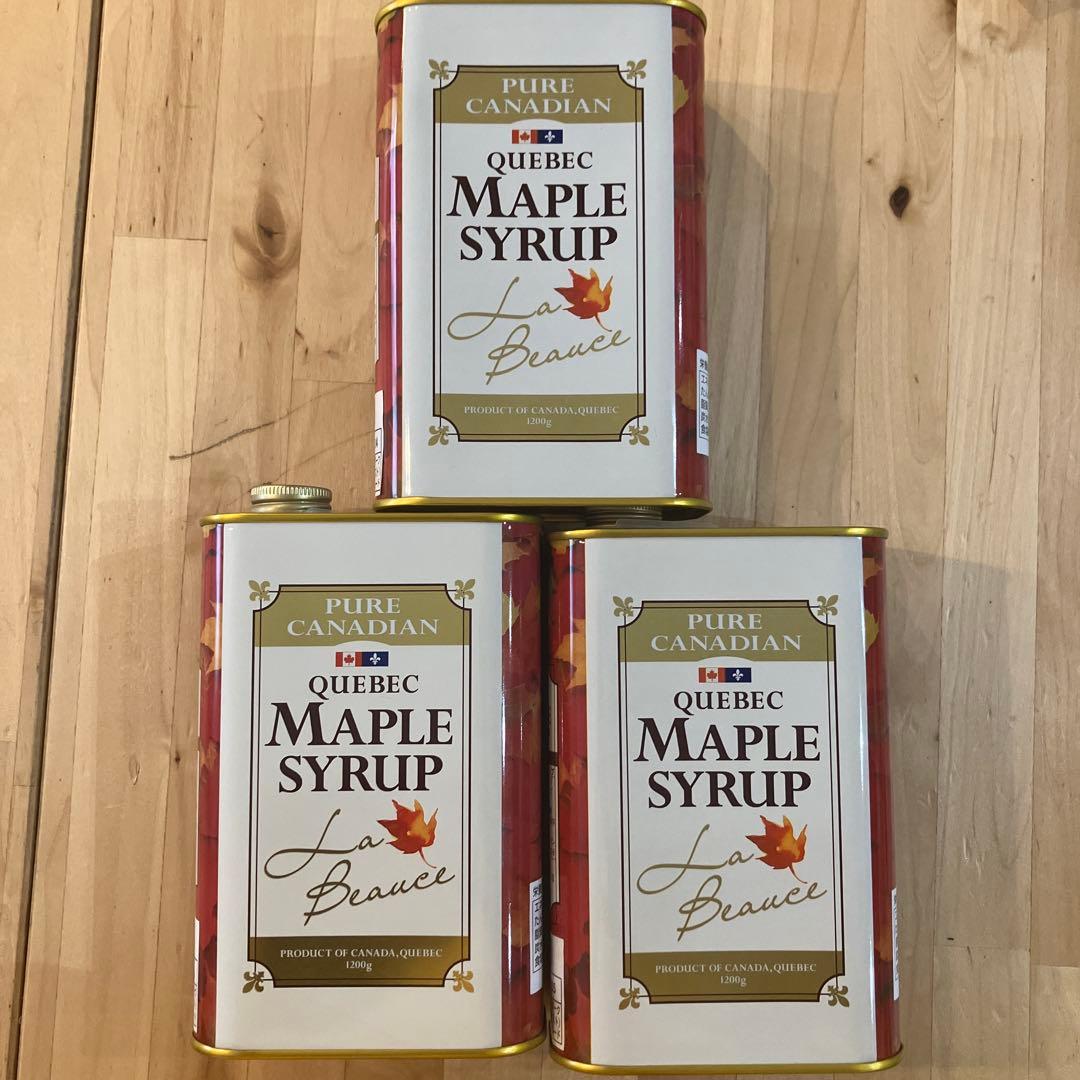 PURE
CANADIAN
QUEBEC
MAPLE
SYRUP
La
Beauce
PRODUCT OF CANADA, QUEBEC
1200g
PURE
CANADIAN
QUEBEC
MAPLE
SYRUP
La
Beauce
PRODUCT OF CANADA, QUEBEC
1200g
PURE
CANADIAN
QUEBEC
MAPLE
SYRUP
La
Beauce
PRODUCT OF CANADA, QUEBEC
1200g